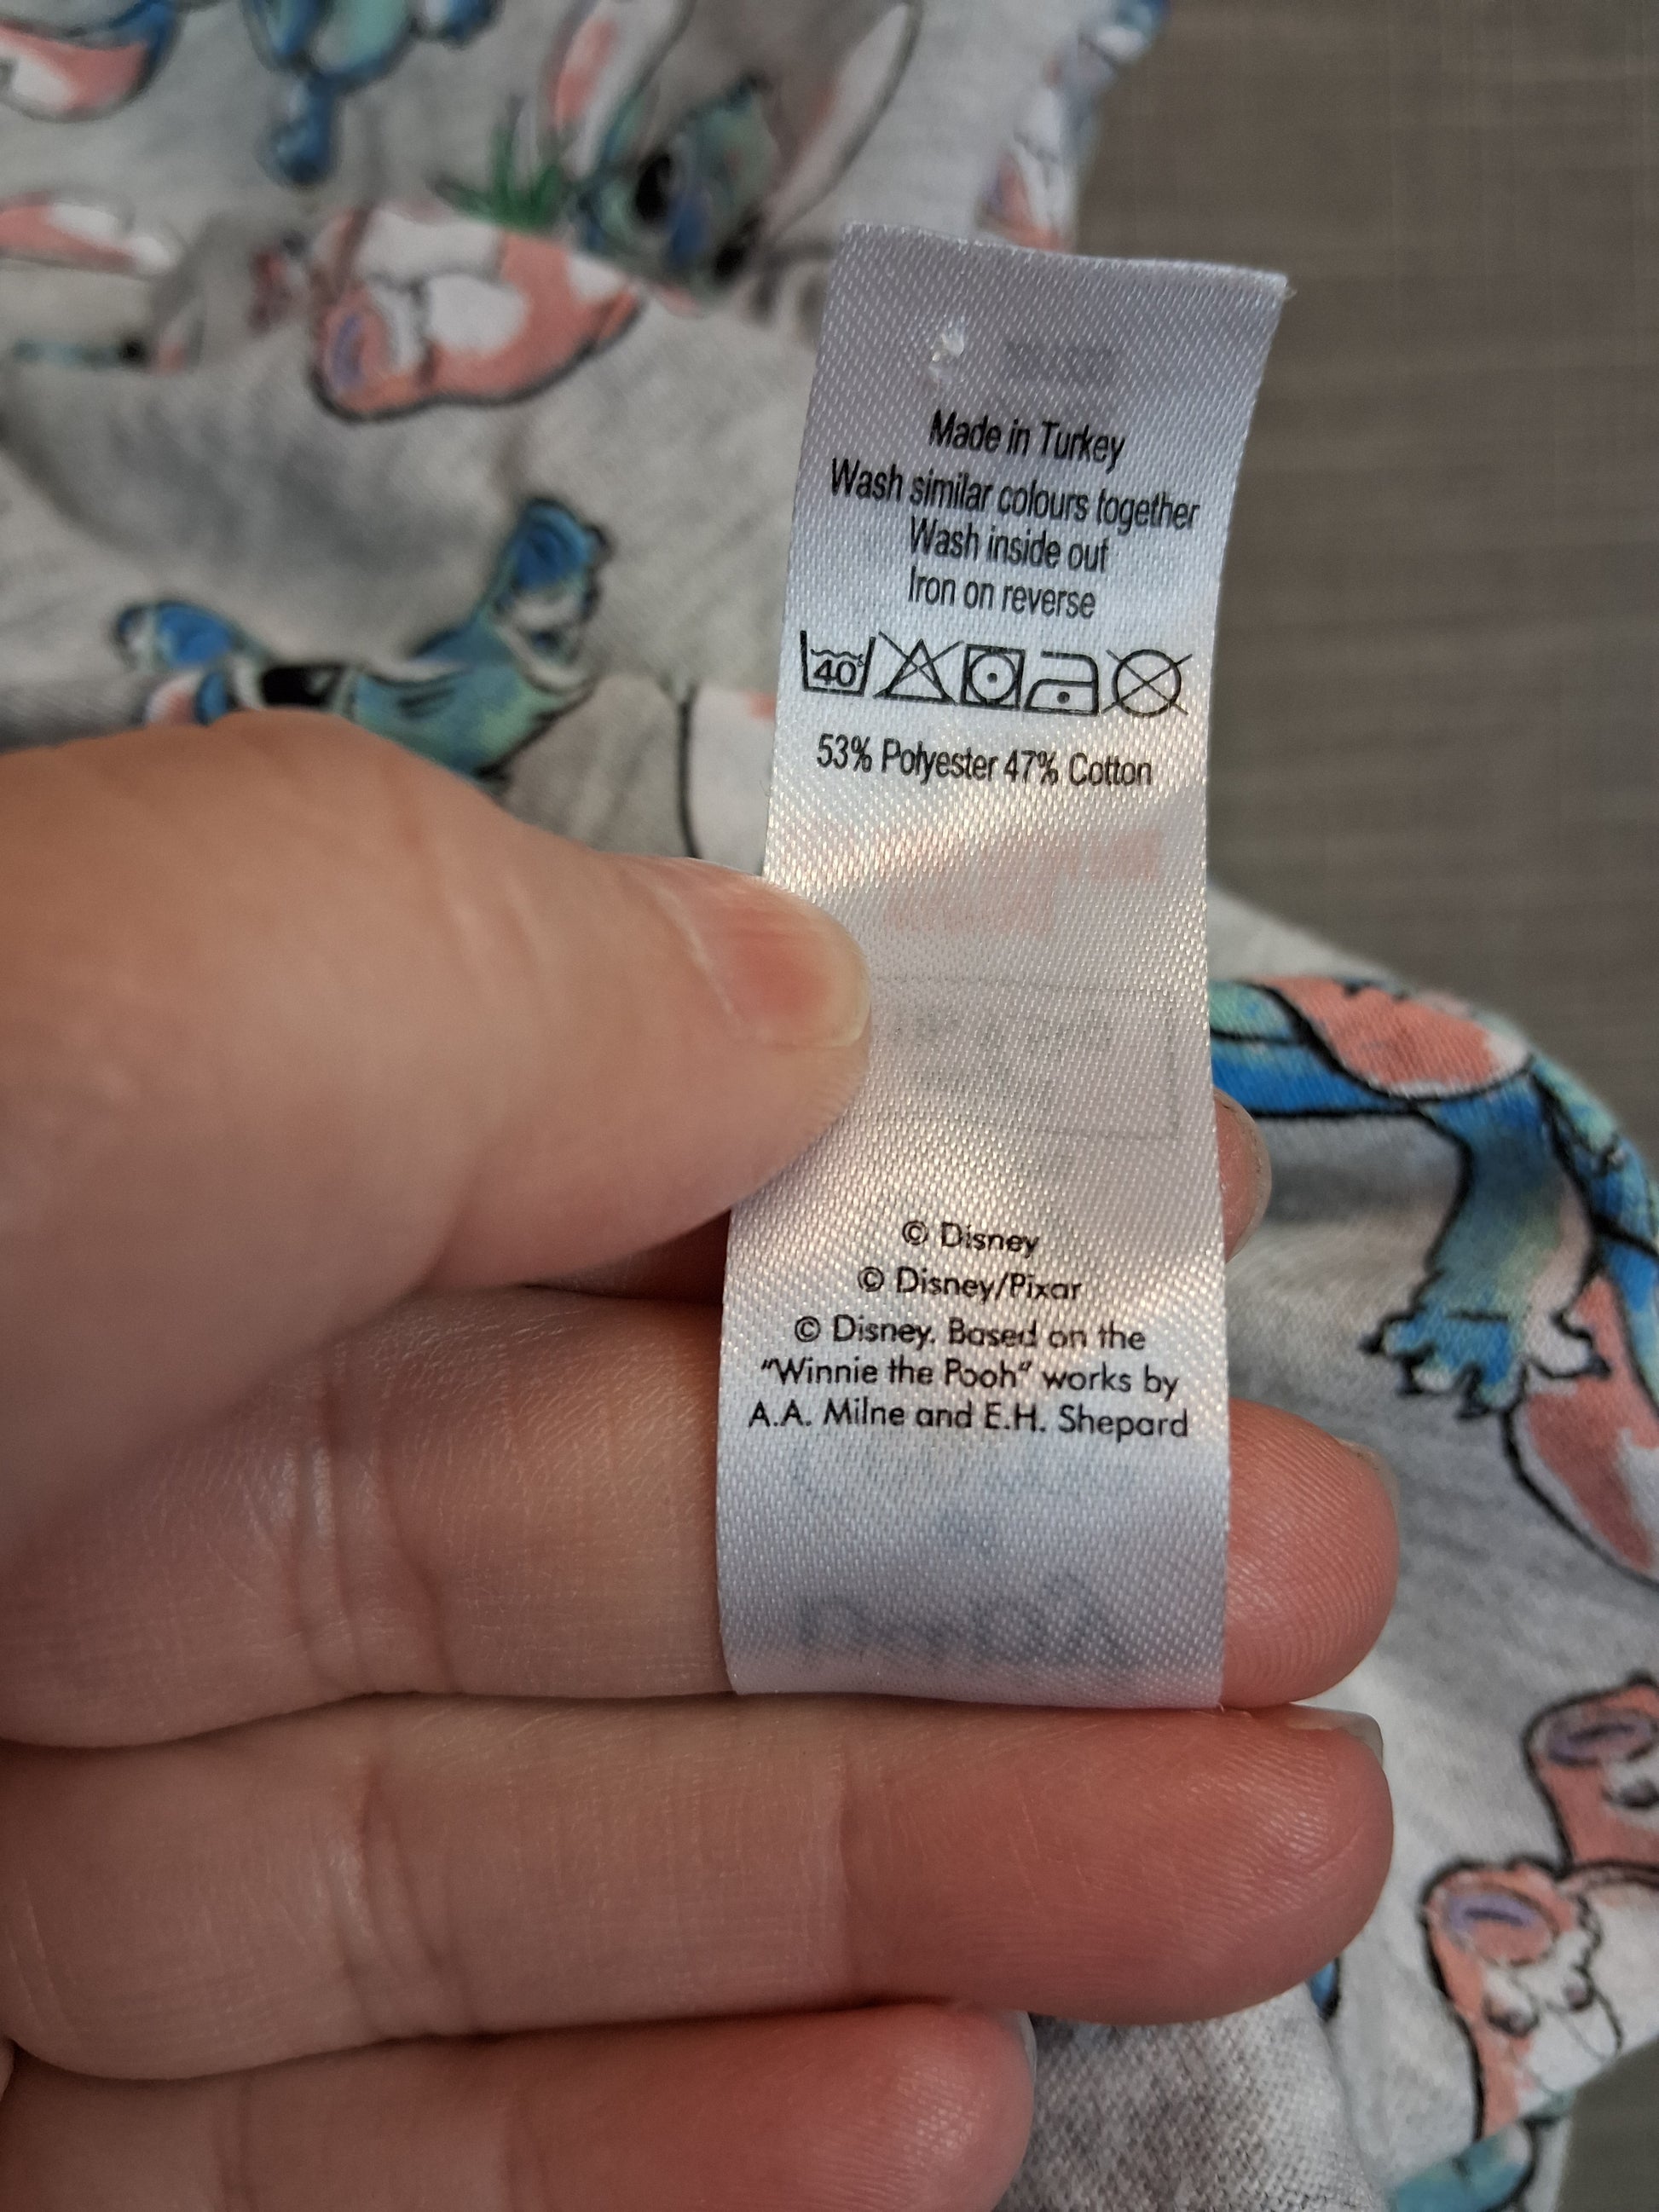 Made in Turkey
Wash similar colours together
Wash inside out
Iron on reverse
40
53% Polyester 47% Cotton
© Disney
© Disney/Pixar
© Disney. Based on the
"Winnie the Pooh" works by
A.A. Milne and E.H. Shepard